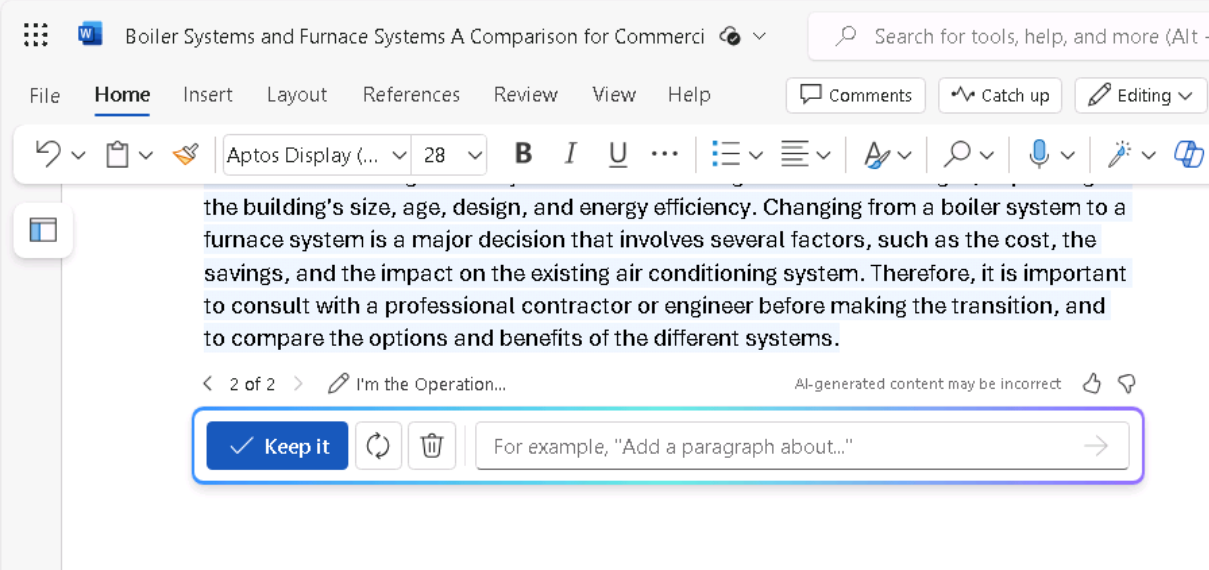 W Boiler Systems and Furnace Systems A Comparison for Commerci Search for tools, help, and more (Alt -
File Home Insert Layout References Review View Help Comments Catch up Editing
Aptos Display (... 28 B I U ...
the building's size, age, design, and energy efficiency. Changing from a boiler system to a
furnace system is a major decision that involves several factors, such as the cost, the
savings, and the impact on the existing air conditioning system. Therefore, it is important
to consult with a professional contractor or engineer before making the transition, and
to compare the options and benefits of the different systems.
< 2 of 2 > I'm the Operation... AI-generated content may be incorrect
Keep it For example, "Add a paragraph about..."